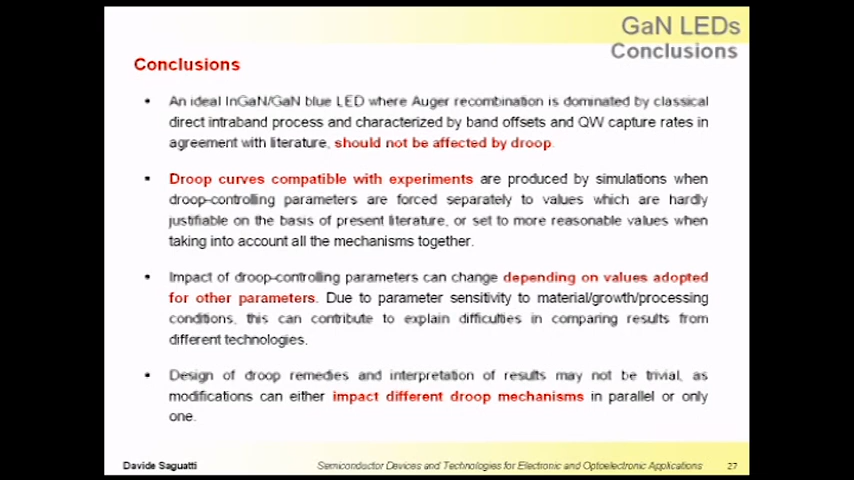 GaN LEDs
Conclusions
Conclusions
• An ideal InGaN/GaN blue LED where Auger recombination is dominated by classical
direct intraband process and characterized by band offsets and QW capture rates in
agreement with literature, should not be affected by droop.
• Droop curves compatible with experiments are produced by simulations when
droop-controlling parameters are forced separately to values which are hardly
justifiable on the basis of present literature, or set to more reasonable values when
taking into account all the mechanisms together.
• Impact of droop-controlling parameters can change depending on values adopted
for other parameters. Due to parameter sensitivity to material/growth/processing
conditions, this can contribute to explain difficulties in comparing results from
different technologies.
• Design of droop remedies and interpretation of results may not be trivial, as
modifications can either impact different droop mechanisms in parallel or only
one.
Davide Saguatti Semiconductor Devices and Technologies for Electronic and Optoelectronic Applications 27